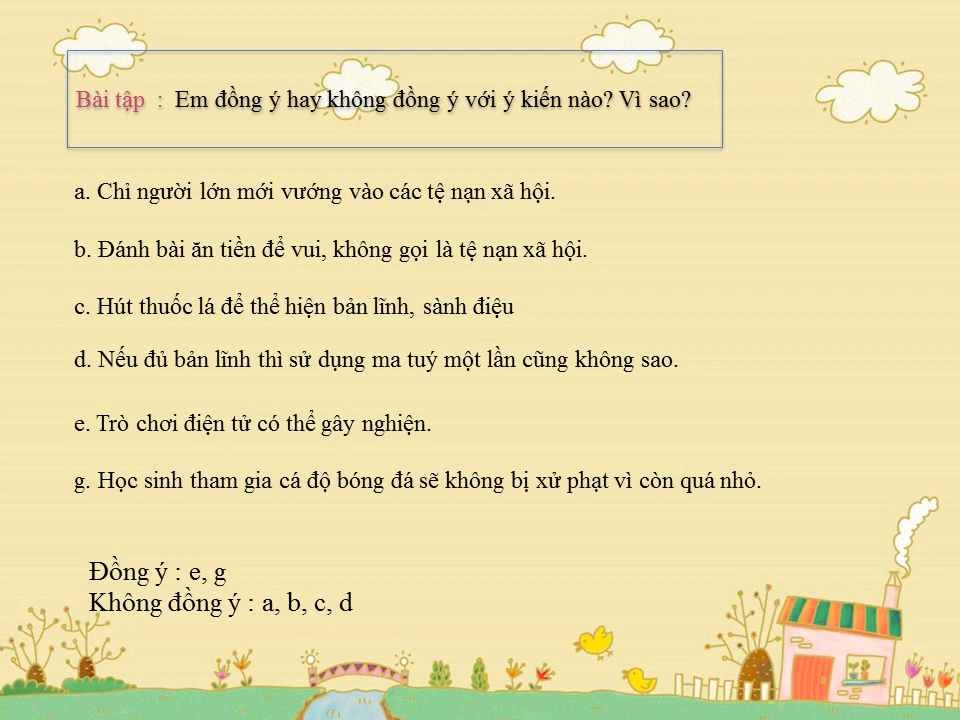 Bài tập : Em đồng ý hay không đồng ý với ý kiến nào? Vì sao?
a. Chỉ người lớn mới vướng vào các tệ nạn xã hội.
b. Đánh bài ăn tiền để vui, không gọi là tệ nạn xã hội.
c. Hút thuốc lá để thể hiện bản lĩnh, sành điệu
d. Nếu đủ bản lĩnh thì sử dụng ma tuý một lần cũng không sao.
e. Trò chơi điện tử có thể gây nghiện.
g. Học sinh tham gia cá độ bóng đá sẽ không bị xử phạt vì còn quá nhỏ.
Đồng ý : e, g
Không đồng ý : a, b, c, d